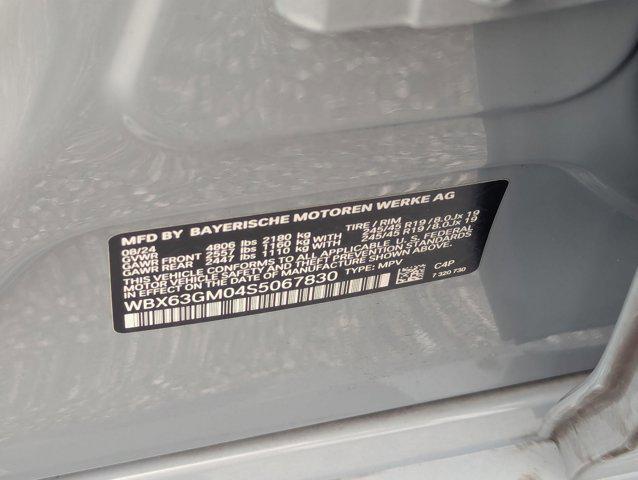 MFD BY BAYERISCHE MOTOREN WERKE AG
08/24 TIRE / RIM
GVWR 4806 lbs 2180 kg
GAWR FRONT 2557 lbs 1160 kg WITH 245/45 R19 / 8.0Jx 19
GAWR REAR 2447 lbs 1110 kg WITH 245/45 R19 / 8.0Jx 19
THIS VEHICLE CONFORMS TO ALL APPLICABLE U.S. FEDERAL
MOTOR VEHICLE SAFETY AND THEFT PREVENTION STANDARDS
IN EFFECT ON THE DATE OF MANUFACTURE SHOWN ABOVE.
WBX63GM04S5067830 TYPE: MPV C4P
7 320 730